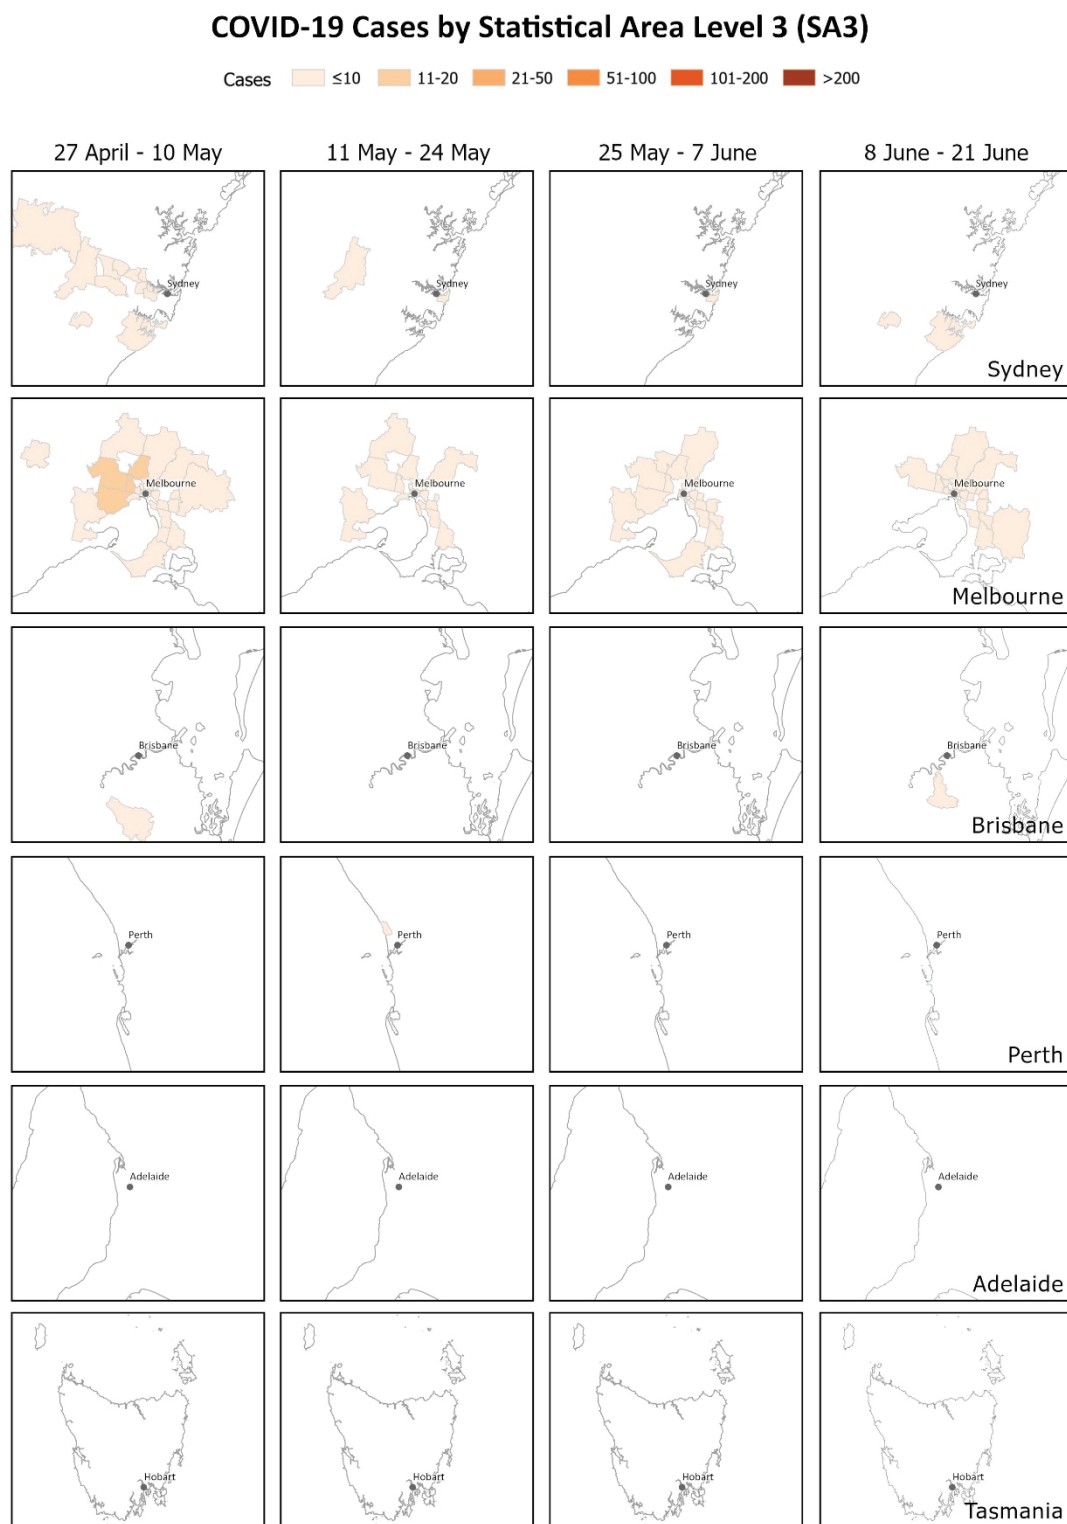 COVID-19 Cases by Statistical Area Level 3 (SA3)
Cases ≤10 11-20 21-50 51-100 101-200 >200
27 April - 10 May 11 May - 24 May 25 May - 7 June 8 June - 21 June
Sydney Sydney Sydney Sydney
Sydney
Melbourne Melbourne Melbourne Melbourne
Melbourne
Brisbane Brisbane Brisbane Brisbane
Brisbane
Perth Perth Perth Perth
Perth
Adelaide Adelaide Adelaide Adelaide
Adelaide
Hobart Hobart Hobart Hobart
Tasmania